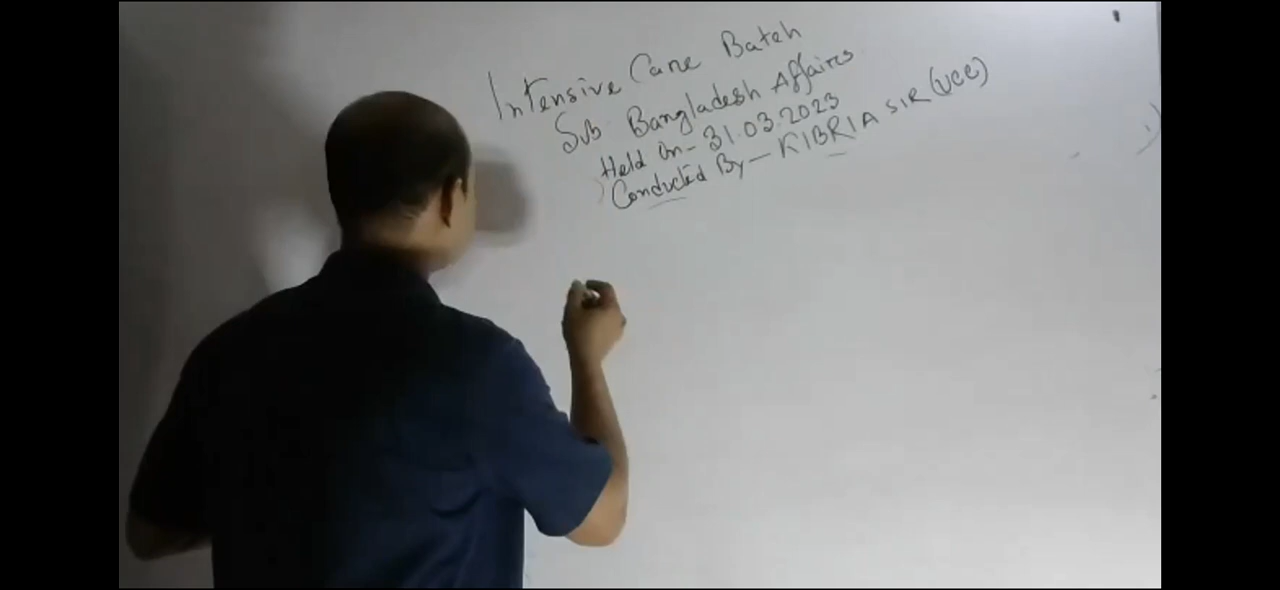 Intensive Care Batch
Sub Bangladesh Affairs
Held on- 31.03.2023
Conducted By- KIBRIA SIR (UCC)